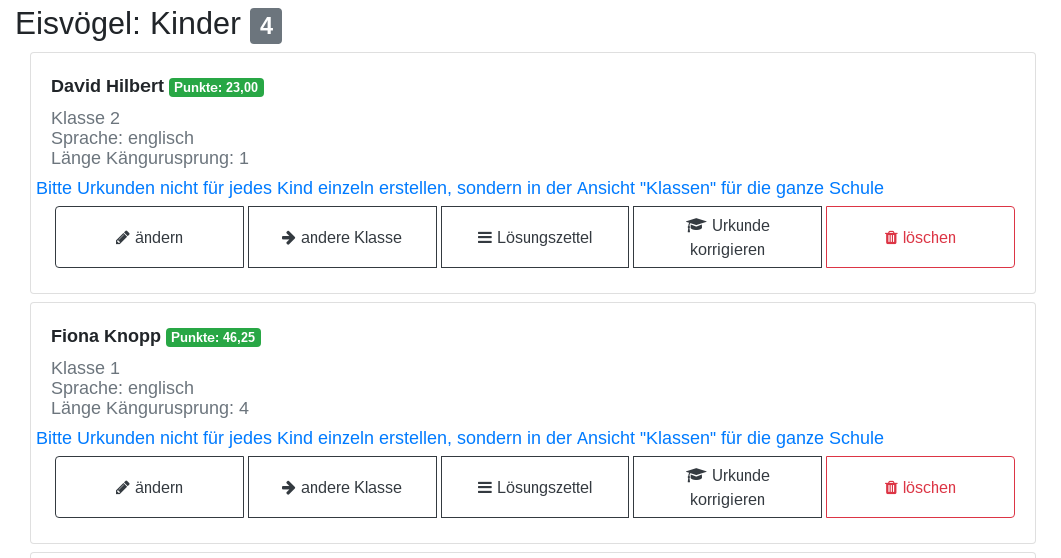 Eisvögel: Kinder 4
David Hilbert Punkte: 23,00
Klasse 2
Sprache: englisch
Länge Kängurusprung: 1
Bitte Urkunden nicht für jedes Kind einzeln erstellen, sondern in der Ansicht "Klassen" für die ganze Schule
ändern andere Klasse Lösungszettel Urkunde korrigieren löschen
Fiona Knopp Punkte: 46,25
Klasse 1
Sprache: englisch
Länge Kängurusprung: 4
Bitte Urkunden nicht für jedes Kind einzeln erstellen, sondern in der Ansicht "Klassen" für die ganze Schule
ändern andere Klasse Lösungszettel Urkunde korrigieren löschen